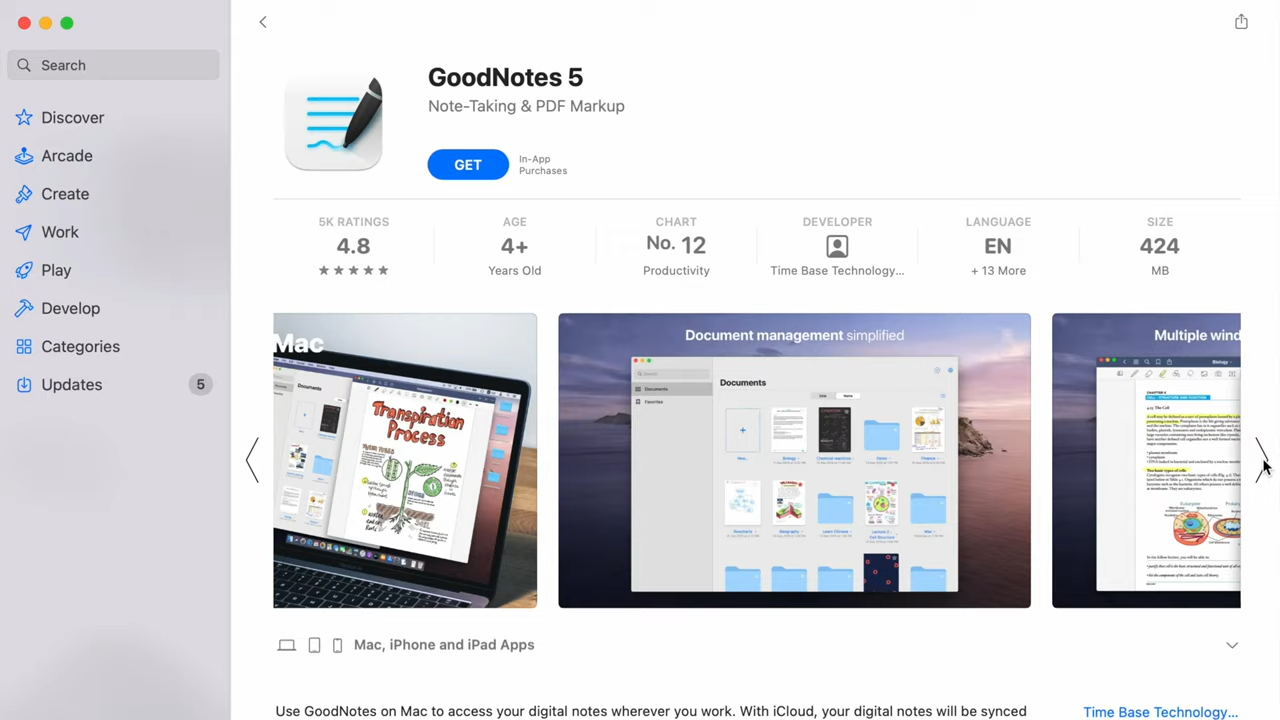 Search
Discover
Arcade
Create
Work
Play
Develop
Categories
Updates
5
GoodNotes 5
Note-Taking & PDF Markup
GET
In-App
Purchases
5K RATINGS
4.8
AGE
4+
Years Old
CHART
No. 12
Productivity
DEVELOPER
Time Base Technology...
LANGUAGE
EN
+ 13 More
SIZE
424
MB
Mac
Transpiration
Process
Document management simplified
Documents
Documents
Favorites
Multiple wind
Mac, iPhone and iPad Apps
Use GoodNotes on Mac to access your digital notes wherever you work. With iCloud, your digital notes will be synced
Time Base Technology...